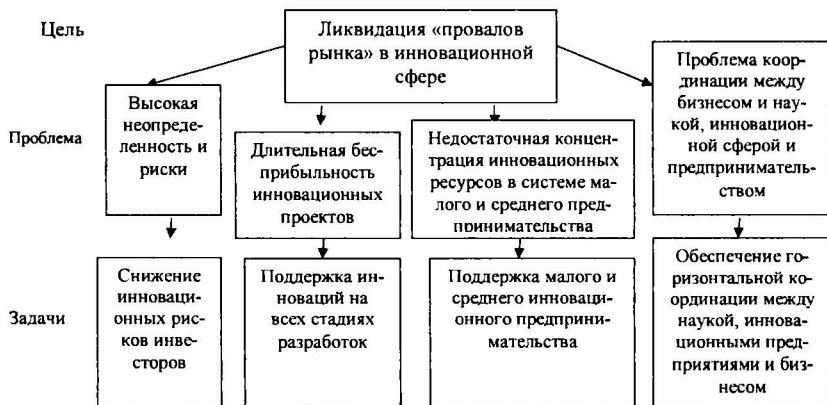 Цель
Ликвидация «провалов
рынка» в инновационной
сфере
Проблема
Высокая
неопреде-
ленность и
риски
Длительная бес-
прибыльность
инновационных
проектов
Недостаточная концен-
трация инновационных
ресурсов в системе ма-
лого и среднего пред-
принимательства
Проблема коор-
динации между
бизнесом и нау-
кой, инновацион-
ной сферой и
предприниматель-
ством
Задачи
Снижение
инноваци-
онных рис-
ков инве-
сторов
Поддержка ин-
новаций на
всех стадиях
разработок
Поддержка малого и
среднего инноваци-
онного предприни-
мательства
Обеспечение го-
ризонтальной ко-
ординации между
наукой, иннова-
ционными пред-
приятиями и биз-
несом